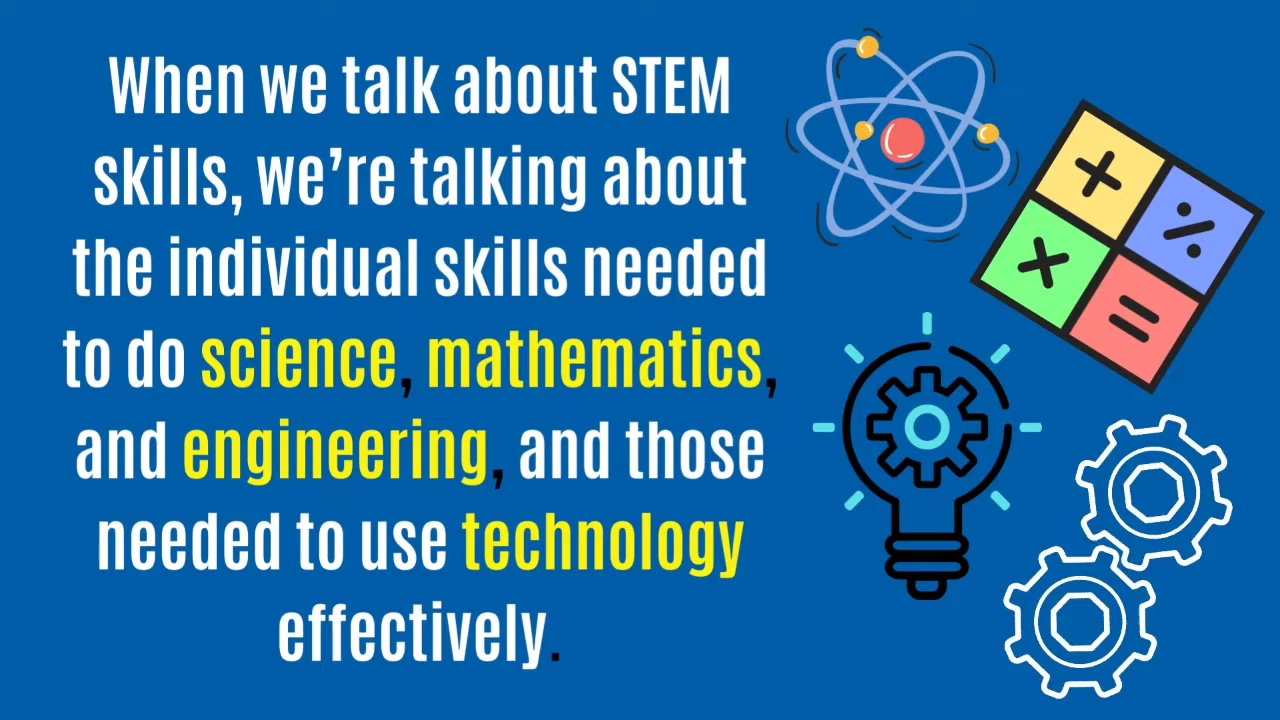 When we talk about STEM
skills, we’re talking about
the individual skills needed
to do science, mathematics,
and engineering, and those
needed to use technology
effectively.
+ %
× =